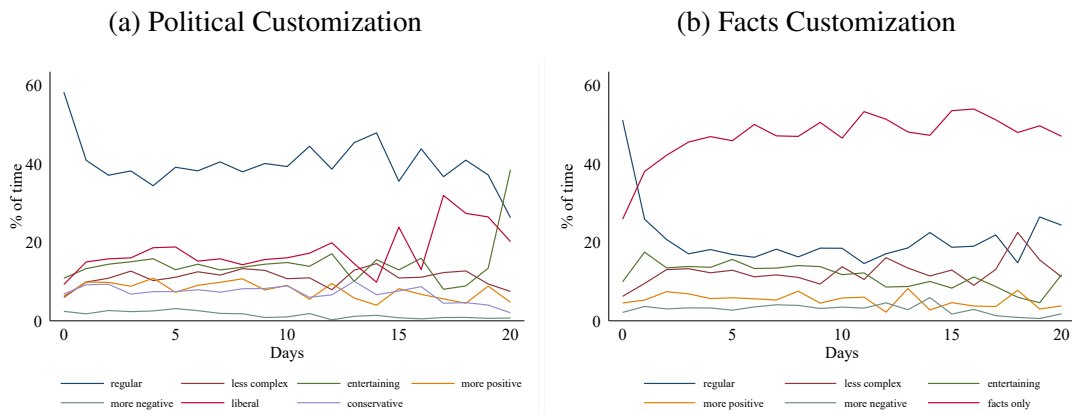 (a) Political Customization
60
40
20
0
% of time
0 5 10 15 20
Days
regular less complex entertaining more positive
more negative liberal conservative
(b) Facts Customization
60
40
20
0
% of time
0 5 10 15 20
Days
regular less complex entertaining
more positive more negative facts only